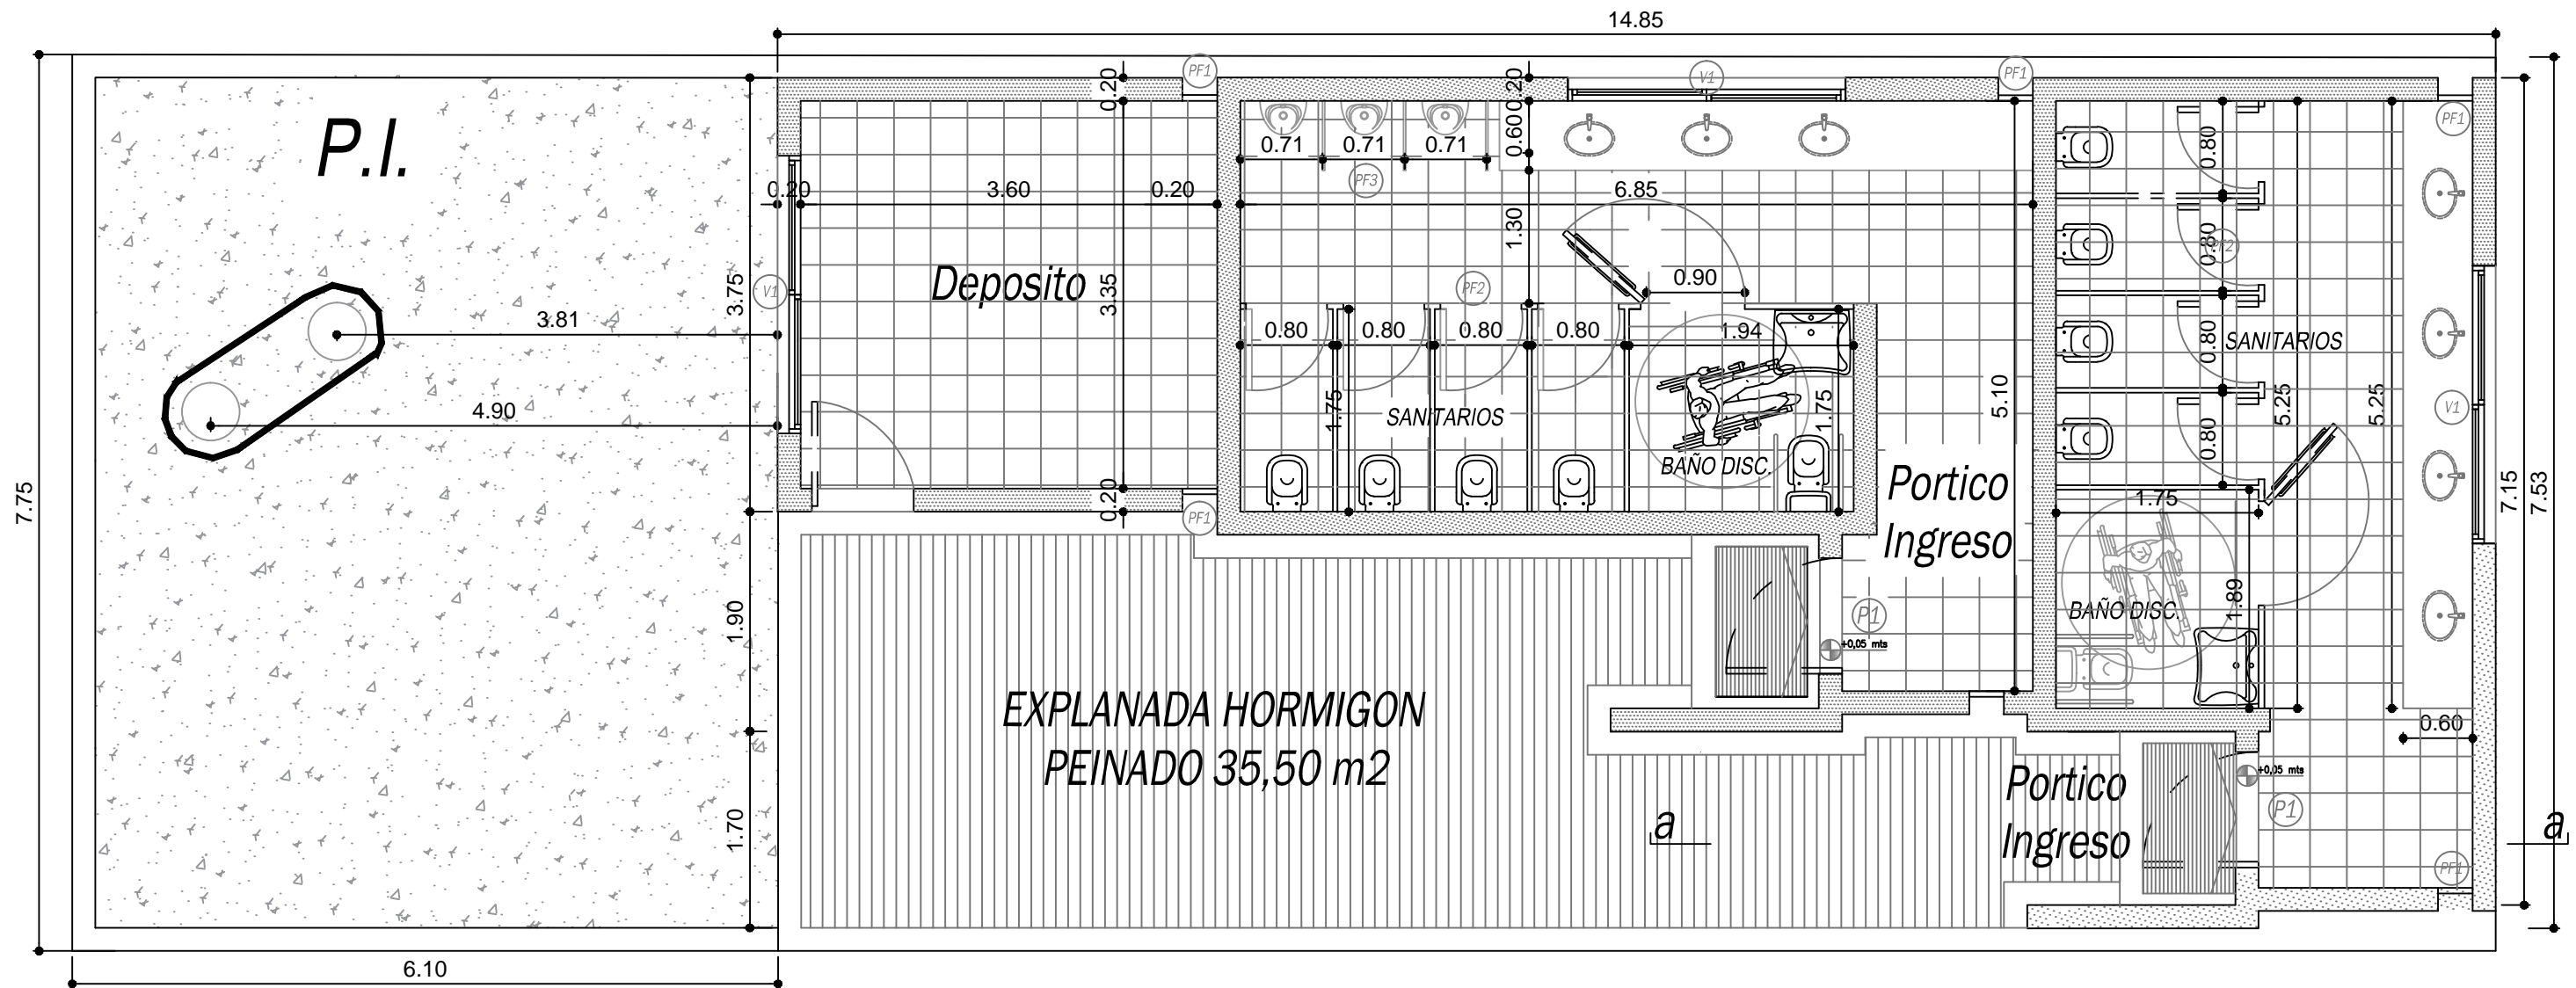 14.85
0.20
0.20
PF1
V1
PF1
P.I.
0.71
0.71
0.71
0.60
0.80
PF1
PF3
0.20
3.60
0.20
6.85
1.30
0.80
PF2
V1
3.75
Deposito
3.35
PF2
0.90
3.81
0.80
0.80
0.80
0.80
1.94
0.80
SANITARIOS
4.90
1.75
SANITARIOS
1.75
5.10
0.80
5.25
5.25
V1
BAÑO DISC.
7.75
0.20
PF1
Portico
Ingreso
1.75
7.15
7.53
1.90
P1
+0,05 mts
BAÑO DISC.
1.89
EXPLANADA HORMIGON
PEINADO 35,50 m2
0.60
1.70
Portico
Ingreso
+0,05 mts
P1
a
a
PF1
6.10